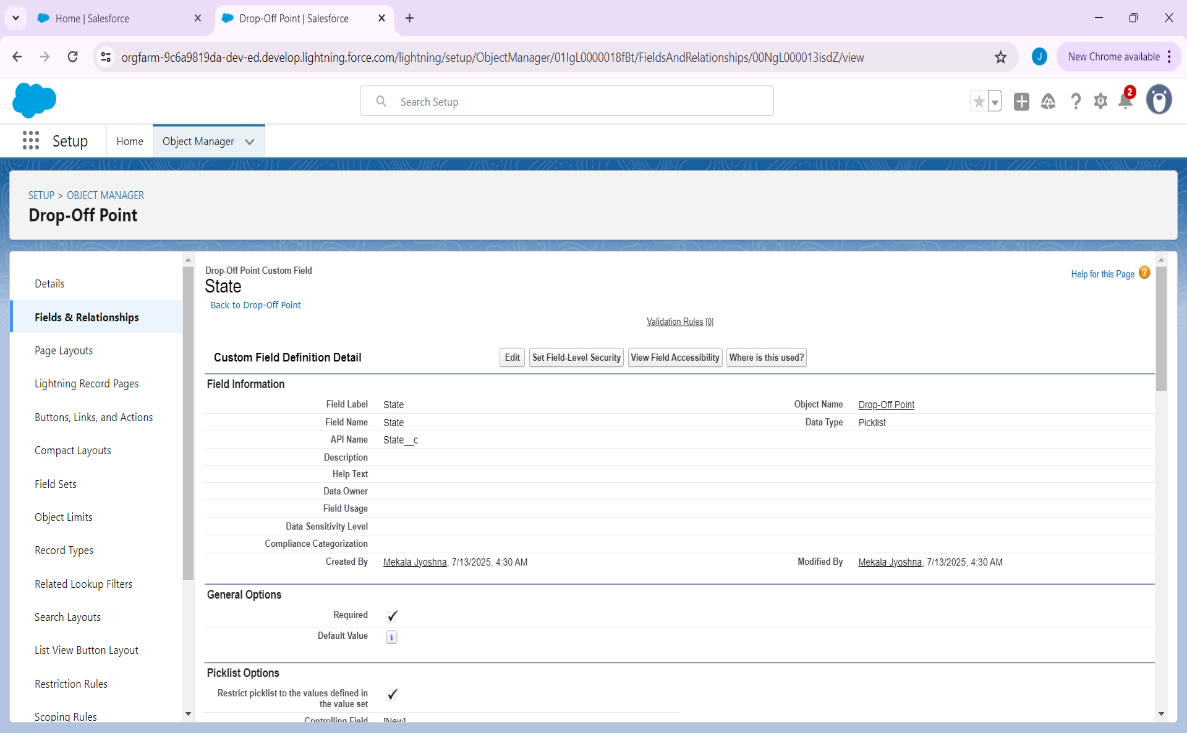 Home | Salesforce
Drop-Off Point | Salesforce
orgfarm-9c6a9819da-dev-ed.develop.lightning.force.com/lightning/setup/ObjectManager/01IgL0000018fBt/FieldsAndRelationships/00NgL000013isdZ/view
J
New Chrome available
Search Setup
2
Setup
Home
Object Manager
SETUP > OBJECT MANAGER
Drop-Off Point
Details
Fields & Relationships
Page Layouts
Lightning Record Pages
Buttons, Links, and Actions
Compact Layouts
Field Sets
Object Limits
Record Types
Related Lookup Filters
Search Layouts
List View Button Layout
Restriction Rules
Scoping Rules
Drop-Off Point Custom Field
State
Back to Drop-Off Point
Help for this Page ?
Validation Rules [0]
Custom Field Definition Detail
Edit Set Field-Level Security View Field Accessibility Where is this used?
Field Information
Field Label State Object Name Drop-Off Point
Field Name State Data Type Picklist
API Name State__c
Description
Help Text
Data Owner
Field Usage
Data Sensitivity Level
Compliance Categorization
Created By Mekala Jyoshna, 7/13/2025, 4:30 AM Modified By Mekala Jyoshna, 7/13/2025, 4:30 AM
General Options
Required
Default Value i
Picklist Options
Restrict picklist to the values defined in
the value set
Controlling Field [New]